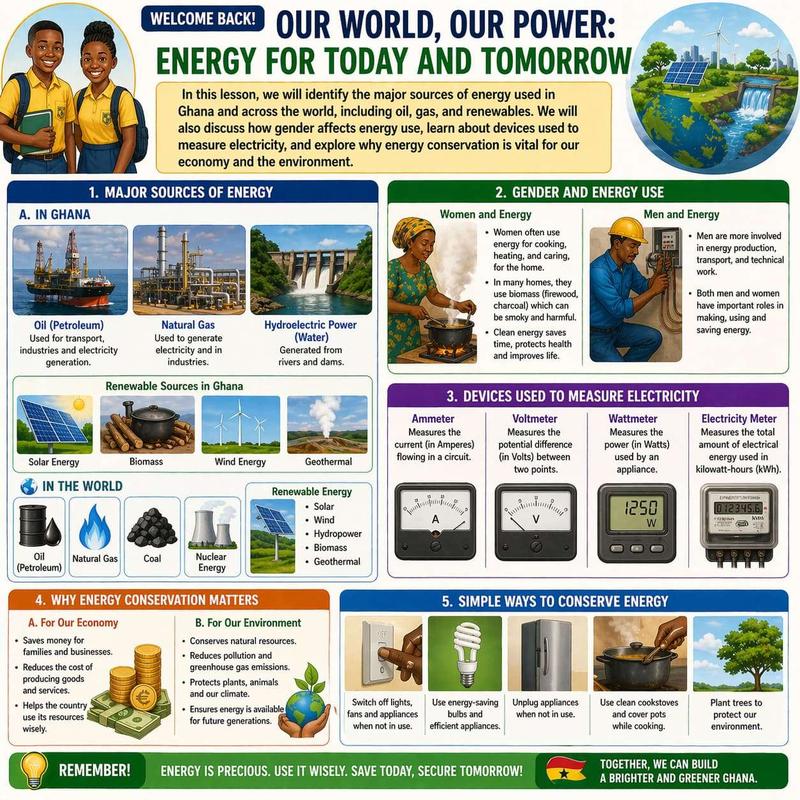 WELCOME BACK!
OUR WORLD, OUR POWER:
ENERGY FOR TODAY AND TOMORROW
In this lesson, we will identify the major sources of energy used in
Ghana and across the world, including oil, gas, and renewables. We will
also discuss how gender affects energy use, learn about devices used to
measure electricity, and explore why energy conservation is vital for our
economy and the environment.
1. MAJOR SOURCES OF ENERGY
A. IN GHANA
Oil (Petroleum)
Used for transport,
industries and electricity
generation.
Natural Gas
Used to generate
electricity and in
industries.
Hydroelectric Power
(Water)
Generated from
rivers and dams.
Renewable Sources in Ghana
Solar Energy
Biomass
Wind Energy
Geothermal
IN THE WORLD
Oil
(Petroleum)
Natural Gas
Coal
Nuclear
Energy
Renewable Energy
• Solar
• Wind
• Hydropower
• Biomass
• Geothermal
2. GENDER AND ENERGY USE
Women and Energy
• Women often use
energy for cooking,
heating, and caring,
for the home.
• In many homes, they
use biomass (firewood,
charcoal) which can
be smoky and harmful.
• Clean energy saves
time, protects health
and improves life.
Men and Energy
• Men are more involved
in energy production,
transport, and technical
work.
• Both men and women
have important roles in
making, using and
saving energy.
3. DEVICES USED TO MEASURE ELECTRICITY
Ammeter
Measures the
current (in Amperes)
flowing in a circuit.
A
Voltmeter
Measures the
potential difference
(in Volts) between
two points.
V
Wattmeter
Measures the
power (in Watts)
used by an
appliance.
1250
W
Electricity Meter
Measures the total
amount of electrical
energy used in
kilowatt-hours (kWh).
012345.6
4. WHY ENERGY CONSERVATION MATTERS
A. For Our Economy
• Saves money for
families and businesses.
• Reduces the cost of
producing goods
and services.
• Helps the country
use its resources
wisely.
B. For Our Environment
• Conserves natural resources.
• Reduces pollution and
greenhouse gas emissions.
• Protects plants, animals
and our climate.
• Ensures energy is available
for future generations.
5. SIMPLE WAYS TO CONSERVE ENERGY
OFF
Switch off lights,
fans and appliances
when not in use.
Use energy-saving
bulbs and
efficient appliances.
Unplug appliances
when not in use.
Use clean cookstoves
and cover pots
while cooking.
Plant trees to
protect our
environment.
REMEMBER!
ENERGY IS PRECIOUS. USE IT WISELY. SAVE TODAY, SECURE TOMORROW!
TOGETHER, WE CAN BUILD
A BRIGHTER AND GREENER GHANA.